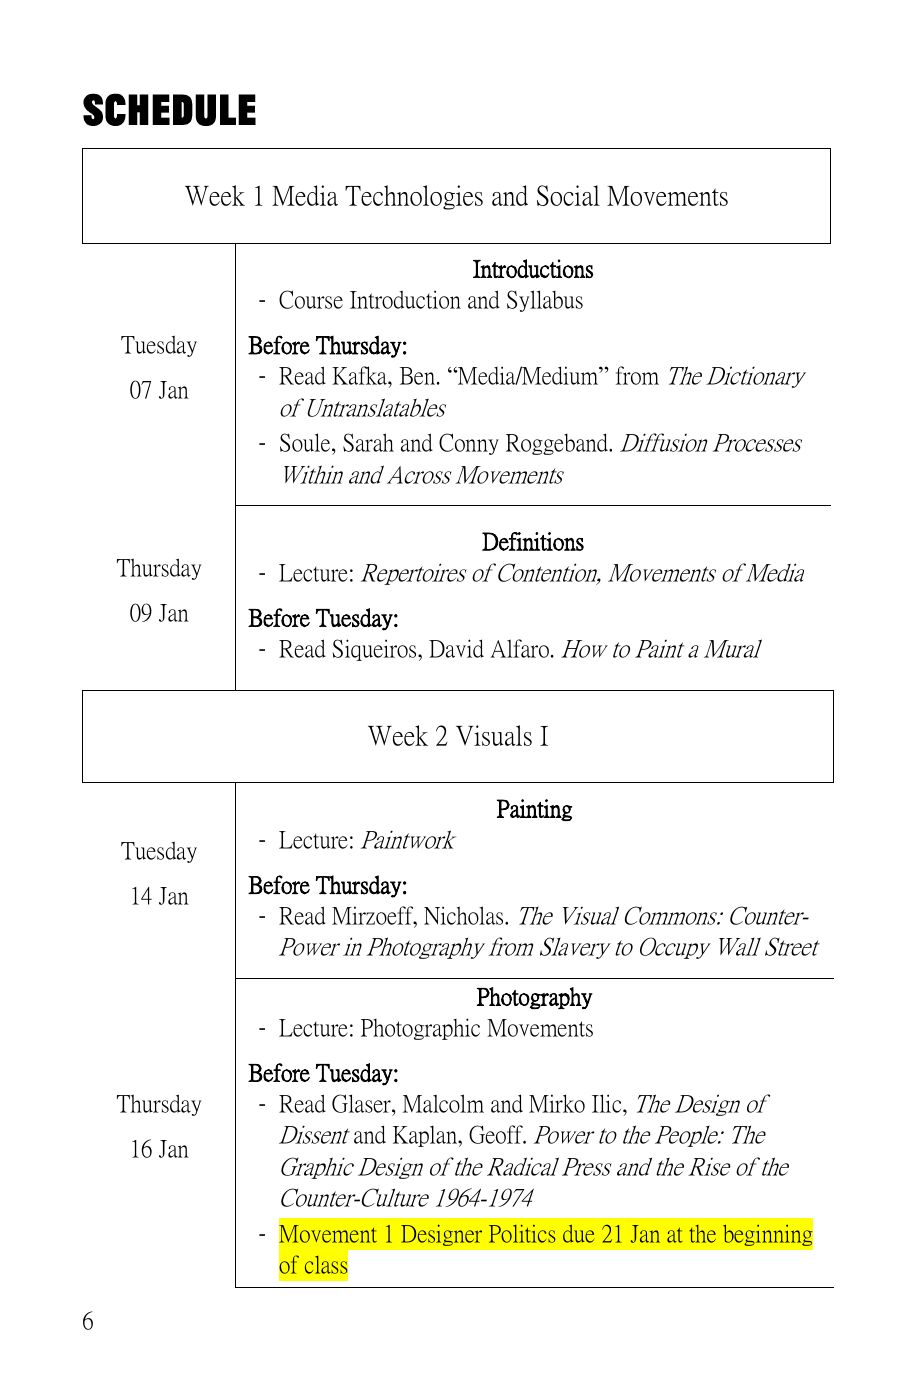 SCHEDULE
Week 1 Media Technologies and Social Movements
Tuesday
07 Jan
Introductions
- Course Introduction and Syllabus
Before Thursday:
- Read Kafka, Ben. “Media/Medium” from The Dictionary
of Untranslatables
- Soule, Sarah and Conny Roggeband. Diffusion Processes
Within and Across Movements
Thursday
09 Jan
Definitions
- Lecture: Repertoires of Contention, Movements of Media
Before Tuesday:
- Read Siqueiros, David Alfaro. How to Paint a Mural
Week 2 Visuals I
Tuesday
14 Jan
Painting
- Lecture: Paintwork
Before Thursday:
- Read Mirzoeff, Nicholas. The Visual Commons: Counter-
Power in Photography from Slavery to Occupy Wall Street
Thursday
16 Jan
Photography
- Lecture: Photographic Movements
Before Tuesday:
- Read Glaser, Malcolm and Mirko Ilic, The Design of
Dissent and Kaplan, Geoff. Power to the People: The
Graphic Design of the Radical Press and the Rise of the
Counter-Culture 1964-1974
- Movement 1 Designer Politics due 21 Jan at the beginning
of class
6